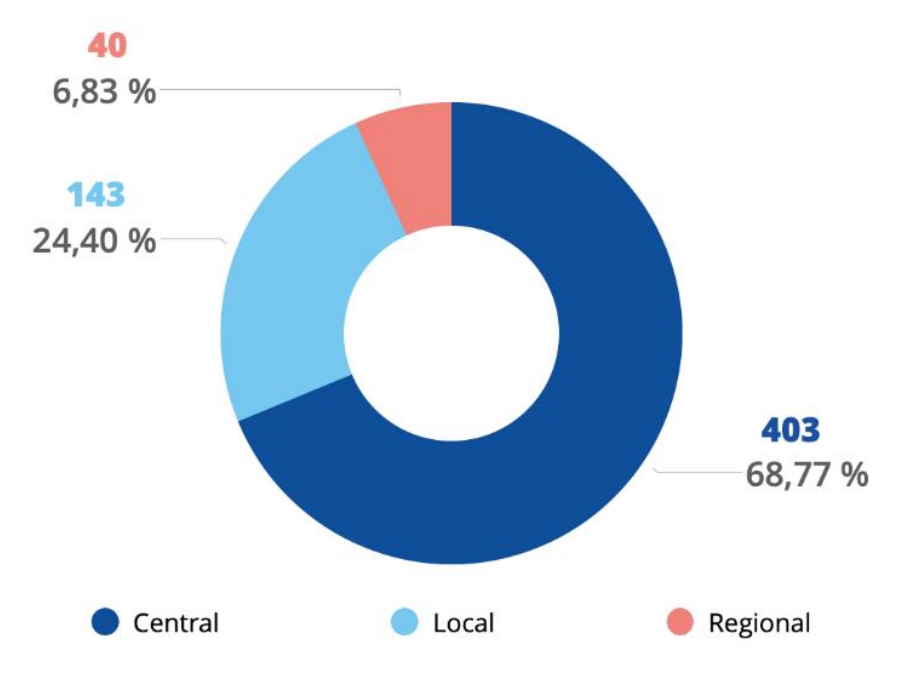 40
6,83 %
143
24,40 %
403
68,77 %
Central
Local
Regional